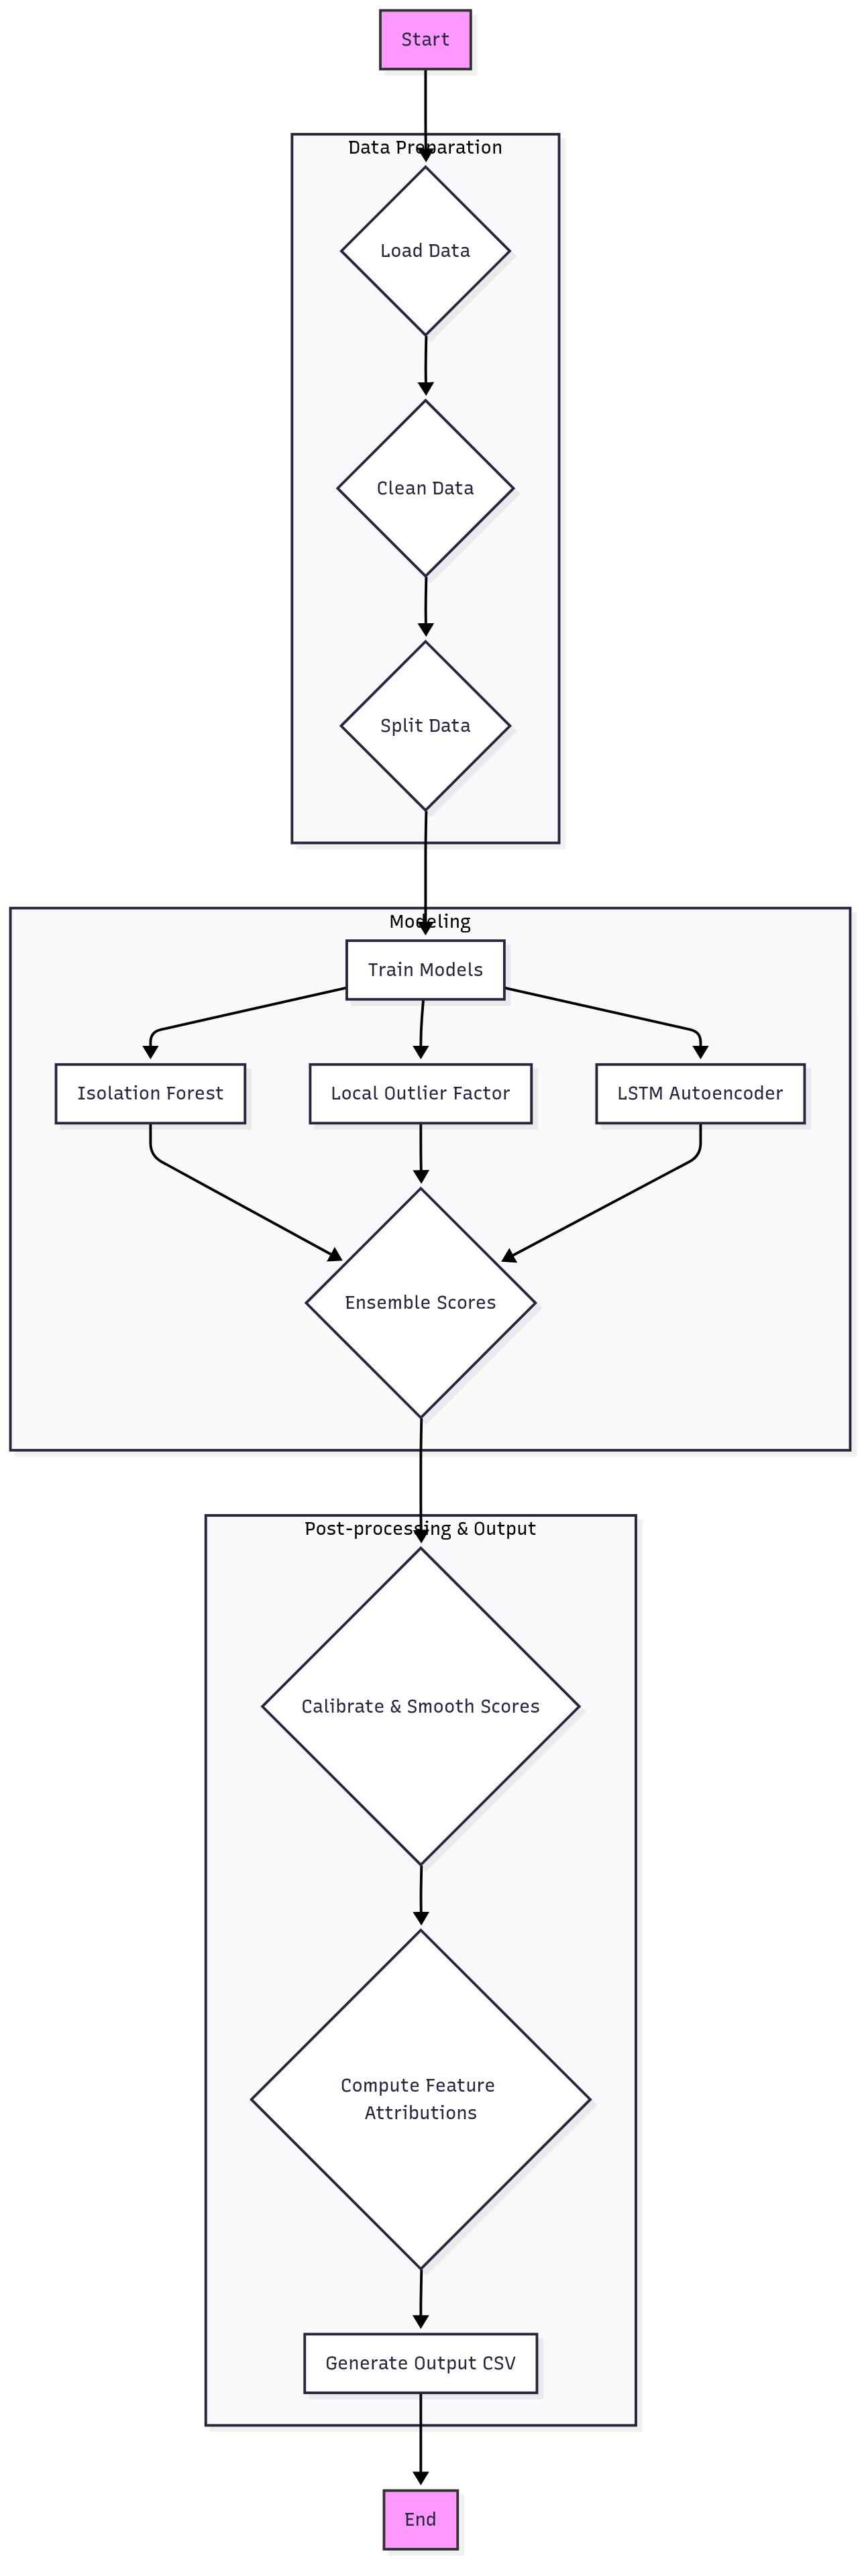 Start
Data Preparation
Load Data
Clean Data
Split Data
Modeling
Train Models
Isolation Forest
Local Outlier Factor
LSTM Autoencoder
Ensemble Scores
Post-processing & Output
Calibrate & Smooth Scores
Compute Feature
Attributions
Generate Output CSV
End